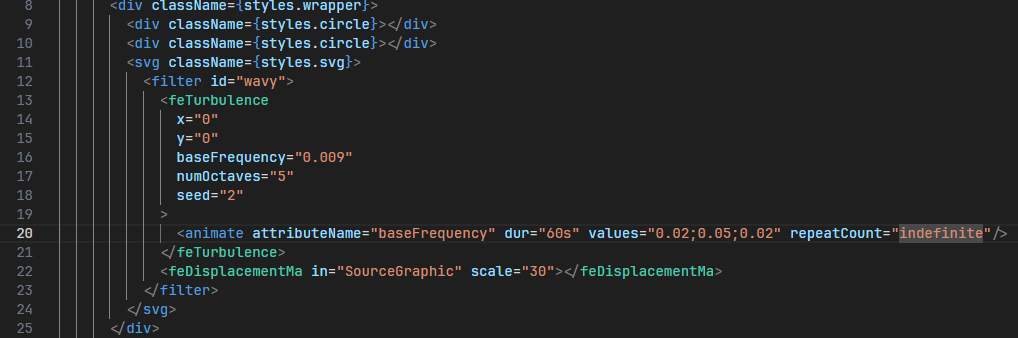 8 <div className={styles.wrapper}>
9 <div className={styles.circle}></div>
10 <div className={styles.circle}></div>
11 <svg className={styles.svg}>
12 <filter id="wavy">
13 <feTurbulence
14 x="0"
15 y="0"
16 baseFrequency="0.009"
17 numOctaves="5"
18 seed="2"
19 >
20 <animate attributeName="baseFrequency" dur="60s" values="0.02;0.05;0.02" repeatCount="indefinite"/>
21 </feTurbulence>
22 <feDisplacementMa in="SourceGraphic" scale="30"></feDisplacementMa>
23 </filter>
24 </svg>
25 </div>